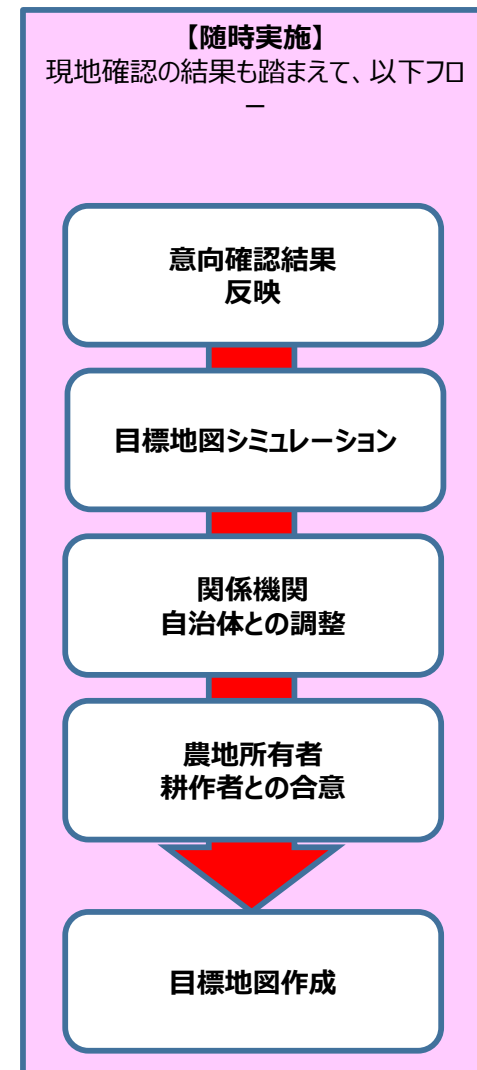 【随時実施】
現地確認の結果も踏まえて、以下フロ
ー
意向確認結果
反映
目標地図シミュレーション
関係機関
自治体との調整
農地所有者
耕作者との合意
目標地図作成